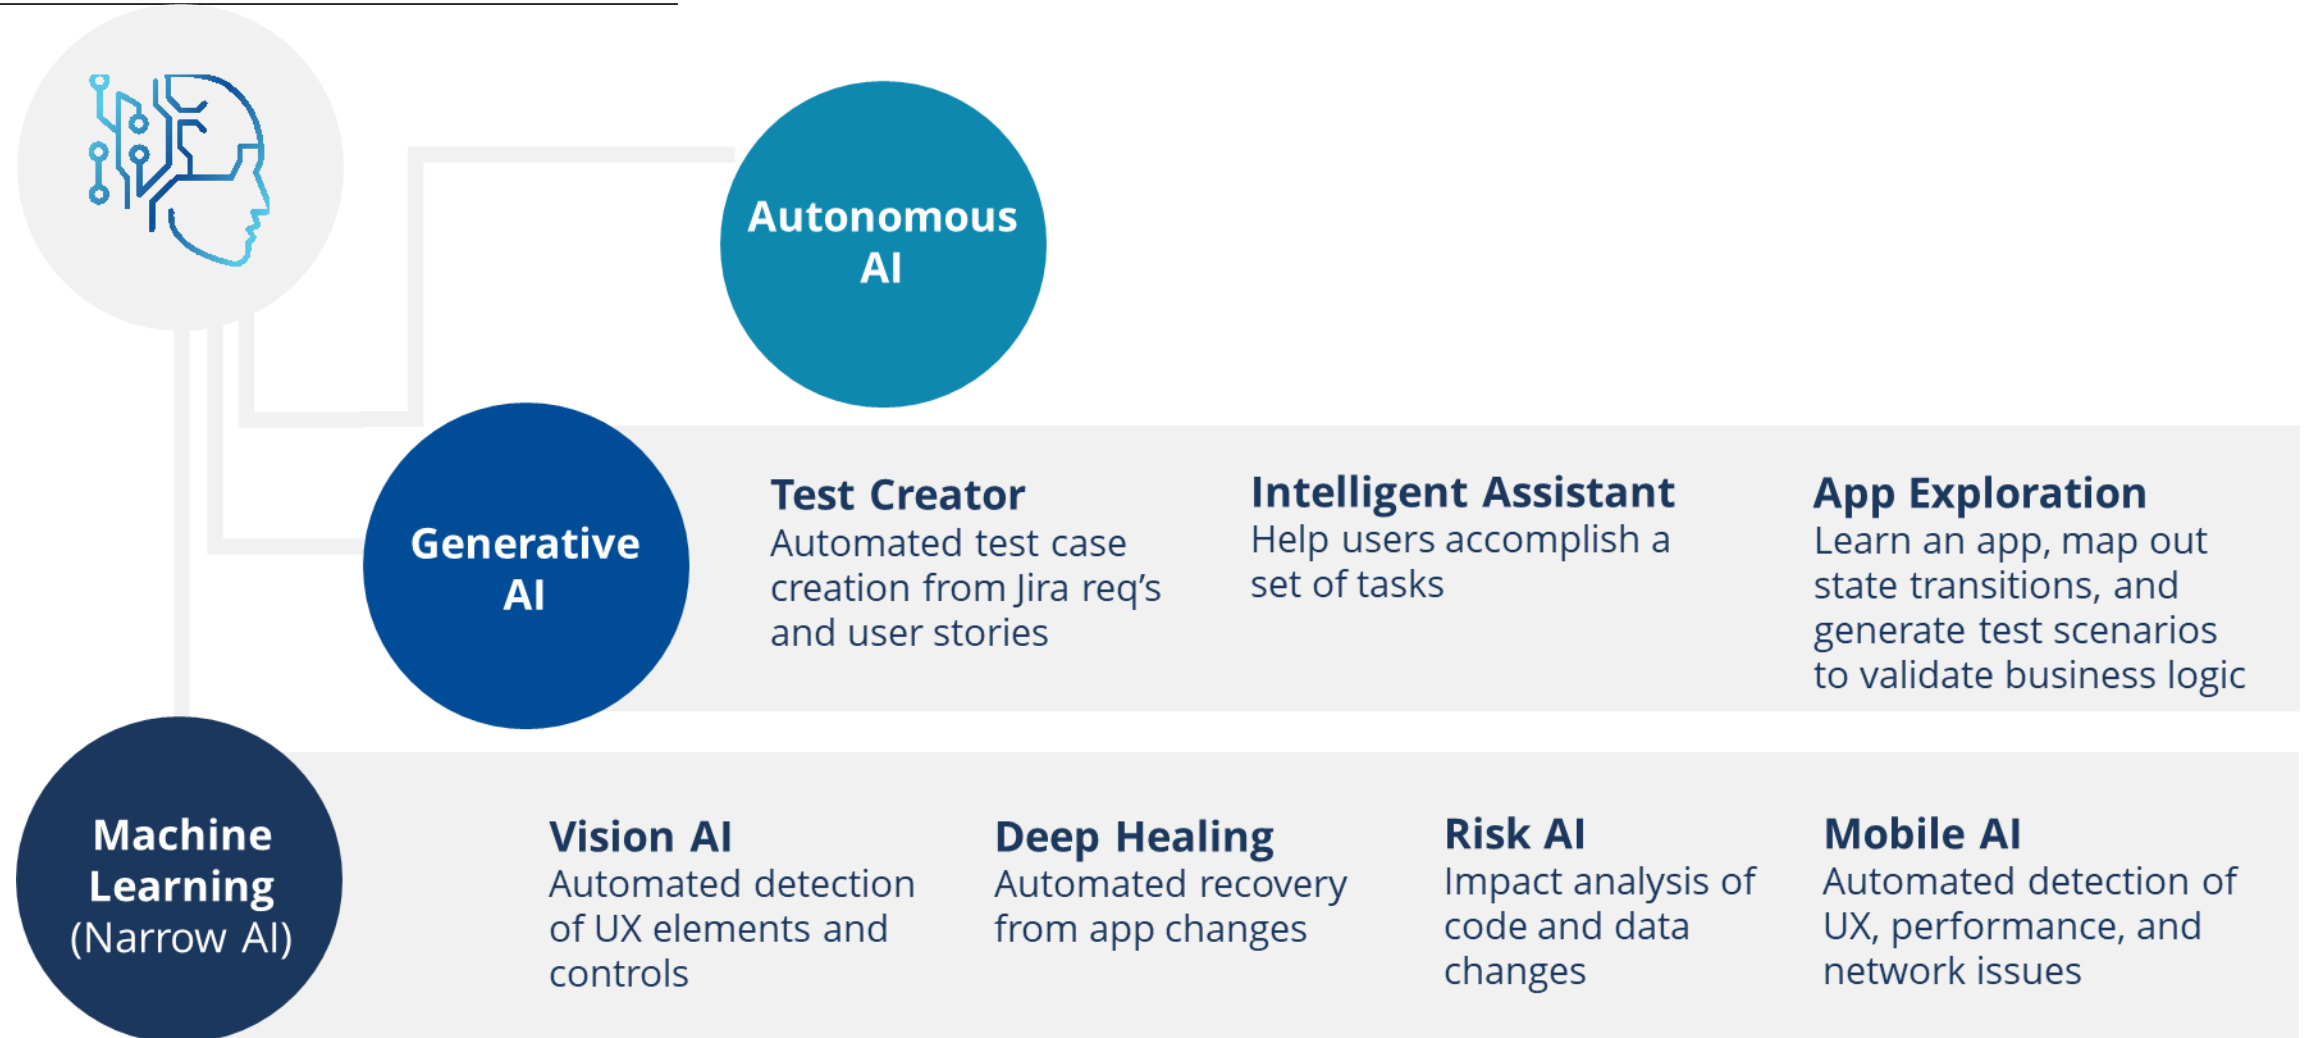 Autonomous
AI
Generative
AI
Test Creator
Automated test case
creation from Jira req’s
and user stories
Intelligent Assistant
Help users accomplish a
set of tasks
App Exploration
Learn an app, map out
state transitions, and
generate test scenarios
to validate business logic
Machine
Learning
(Narrow AI)
Vision AI
Automated detection
of UX elements and
controls
Deep Healing
Automated recovery
from app changes
Risk AI
Impact analysis of
code and data
changes
Mobile AI
Automated detection of
UX, performance, and
network issues